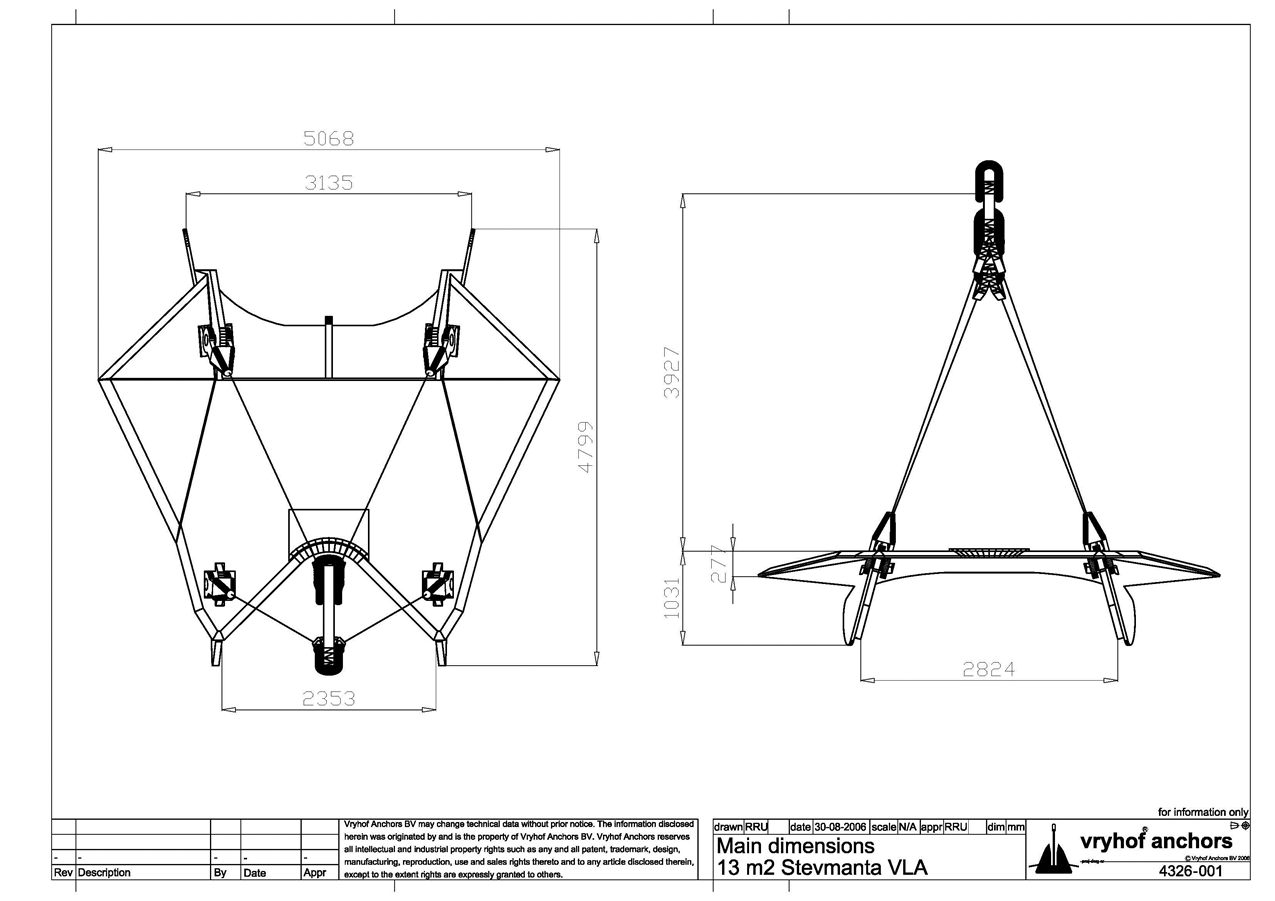 5068
3135
4799
2353
3927
277
1031
2824
for information only
Vryhof Anchors BV may change technical data without prior notice. The information disclosed
herein was originated by and is the property of Vryhof Anchors BV. Vryhof Anchors reserves
all intellectual and industrial property rights such as any and all patent, trademark, design,
manufacturing, reproduction, use and sales rights thereto and to any article disclosed therein,
except to the extent rights are expressly granted to others.
- - - - -
Rev Description By Date Appr
drawn RRU date 30-08-2006 scale N/A appr RRU dim mm
Main dimensions
13 m2 Stevmanta VLA
vryhof® anchors
© Vryhof Anchors BV 2006
4326-001